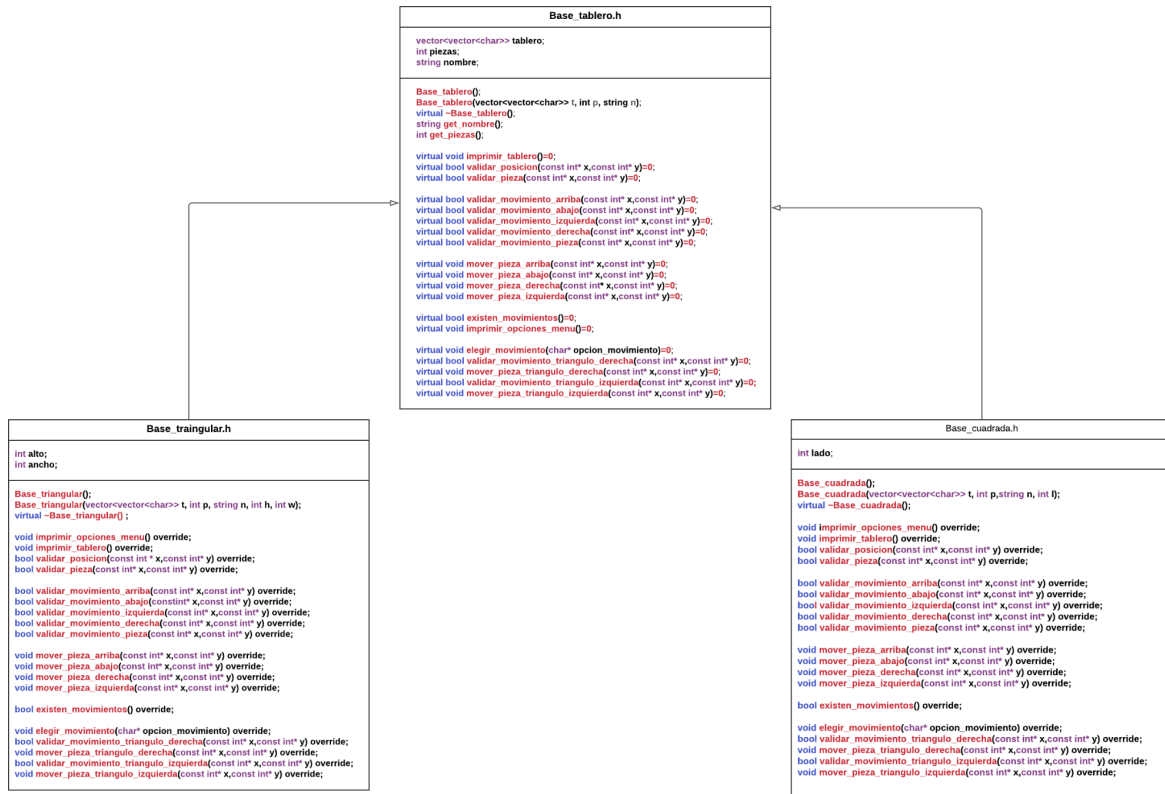 Base_tablero.h
vector<vector<char>> tablero;
int piezas;
string nombre;
Base_tablero();
Base_tablero(vector<vector<char>> t, int p, string n);
virtual ~Base_tablero();
string get_nombre();
int get_piezas();
virtual void imprimir_tablero()=0;
virtual bool validar_posicion(const int* x,const int* y)=0;
virtual bool validar_pieza(const int* x,const int* y)=0;
virtual bool validar_movimiento_arriba(const int* x,const int* y)=0;
virtual bool validar_movimiento_abajo(const int* x,const int* y)=0;
virtual bool validar_movimiento_izquierda(const int* x,const int* y)=0;
virtual bool validar_movimiento_derecha(const int* x,const int* y)=0;
virtual bool validar_movimiento_pieza(const int* x,const int* y)=0;
virtual void mover_pieza_arriba(const int* x,const int* y)=0;
virtual void mover_pieza_abajo(const int* x,const int* y)=0;
virtual void mover_pieza_derecha(const int* x,const int* y)=0;
virtual void mover_pieza_izquierda(const int* x,const int* y)=0;
virtual bool existen_movimientos()=0;
virtual void imprimir_opciones_menu()=0;
virtual void elegir_movimiento(char* opcion_movimiento)=0;
virtual bool validar_movimiento_triangulo_derecha(const int* x,const int* y)=0;
virtual void mover_pieza_triangulo_derecha(const int* x,const int* y)=0;
virtual bool validar_movimiento_triangulo_izquierda(const int* x,const int* y)=0;
virtual void mover_pieza_triangulo_izquierda(const int* x,const int* y)=0;
Base_traingular.h
int alto;
int ancho;
Base_triangular();
Base_triangular(vector<vector<char>> t, int p, string n, int h, int w);
virtual ~Base_triangular() ;
void imprimir_opciones_menu() override;
void imprimir_tablero() override;
bool validar_posicion(const int * x,const int* y) override;
bool validar_pieza(const int* x,const int* y) override;
bool validar_movimiento_arriba(const int* x,const int* y) override;
bool validar_movimiento_abajo(constint* x,const int* y) override;
bool validar_movimiento_izquierda(const int* x,const int* y) override;
bool validar_movimiento_derecha(const int* x,const int* y) override;
bool validar_movimiento_pieza(const int* x,const int* y) override;
void mover_pieza_arriba(const int* x,const int* y) override;
void mover_pieza_abajo(const int* x,const int* y) override;
void mover_pieza_derecha(const int* x,const int* y) override;
void mover_pieza_izquierda(const int* x,const int* y) override;
bool existen_movimientos() override;
void elegir_movimiento(char* opcion_movimiento) override;
bool validar_movimiento_triangulo_derecha(const int* x,const int* y) override;
void mover_pieza_triangulo_derecha(const int* x,const int* y) override;
bool validar_movimiento_triangulo_izquierda(const int* x,const int* y) override;
void mover_pieza_triangulo_izquierda(const int* x,const int* y) override;
Base_cuadrada.h
int lado;
Base_cuadrada();
Base_cuadrada(vector<vector<char>> t, int p,string n, int l);
virtual ~Base_cuadrada();
void imprimir_opciones_menu() override;
void imprimir_tablero() override;
bool validar_posicion(const int* x,const int* y) override;
bool validar_pieza(const int* x,const int* y) override;
bool validar_movimiento_arriba(const int* x,const int* y) override;
bool validar_movimiento_abajo(const int* x,const int* y) override;
bool validar_movimiento_izquierda(const int* x,const int* y) override;
bool validar_movimiento_derecha(const int* x,const int* y) override;
bool validar_movimiento_pieza(const int* x,const int* y) override;
void mover_pieza_arriba(const int* x,const int* y) override;
void mover_pieza_abajo(const int* x,const int* y) override;
void mover_pieza_derecha(const int* x,const int* y) override;
void mover_pieza_izquierda(const int* x,const int* y) override;
bool existen_movimientos() override;
void elegir_movimiento(char* opcion_movimiento) override;
bool validar_movimiento_triangulo_derecha(const int* x,const int* y) override;
void mover_pieza_triangulo_derecha(const int* x,const int* y) override;
bool validar_movimiento_triangulo_izquierda(const int* x,const int* y) override;
void mover_pieza_triangulo_izquierda(const int* x,const int* y) override;